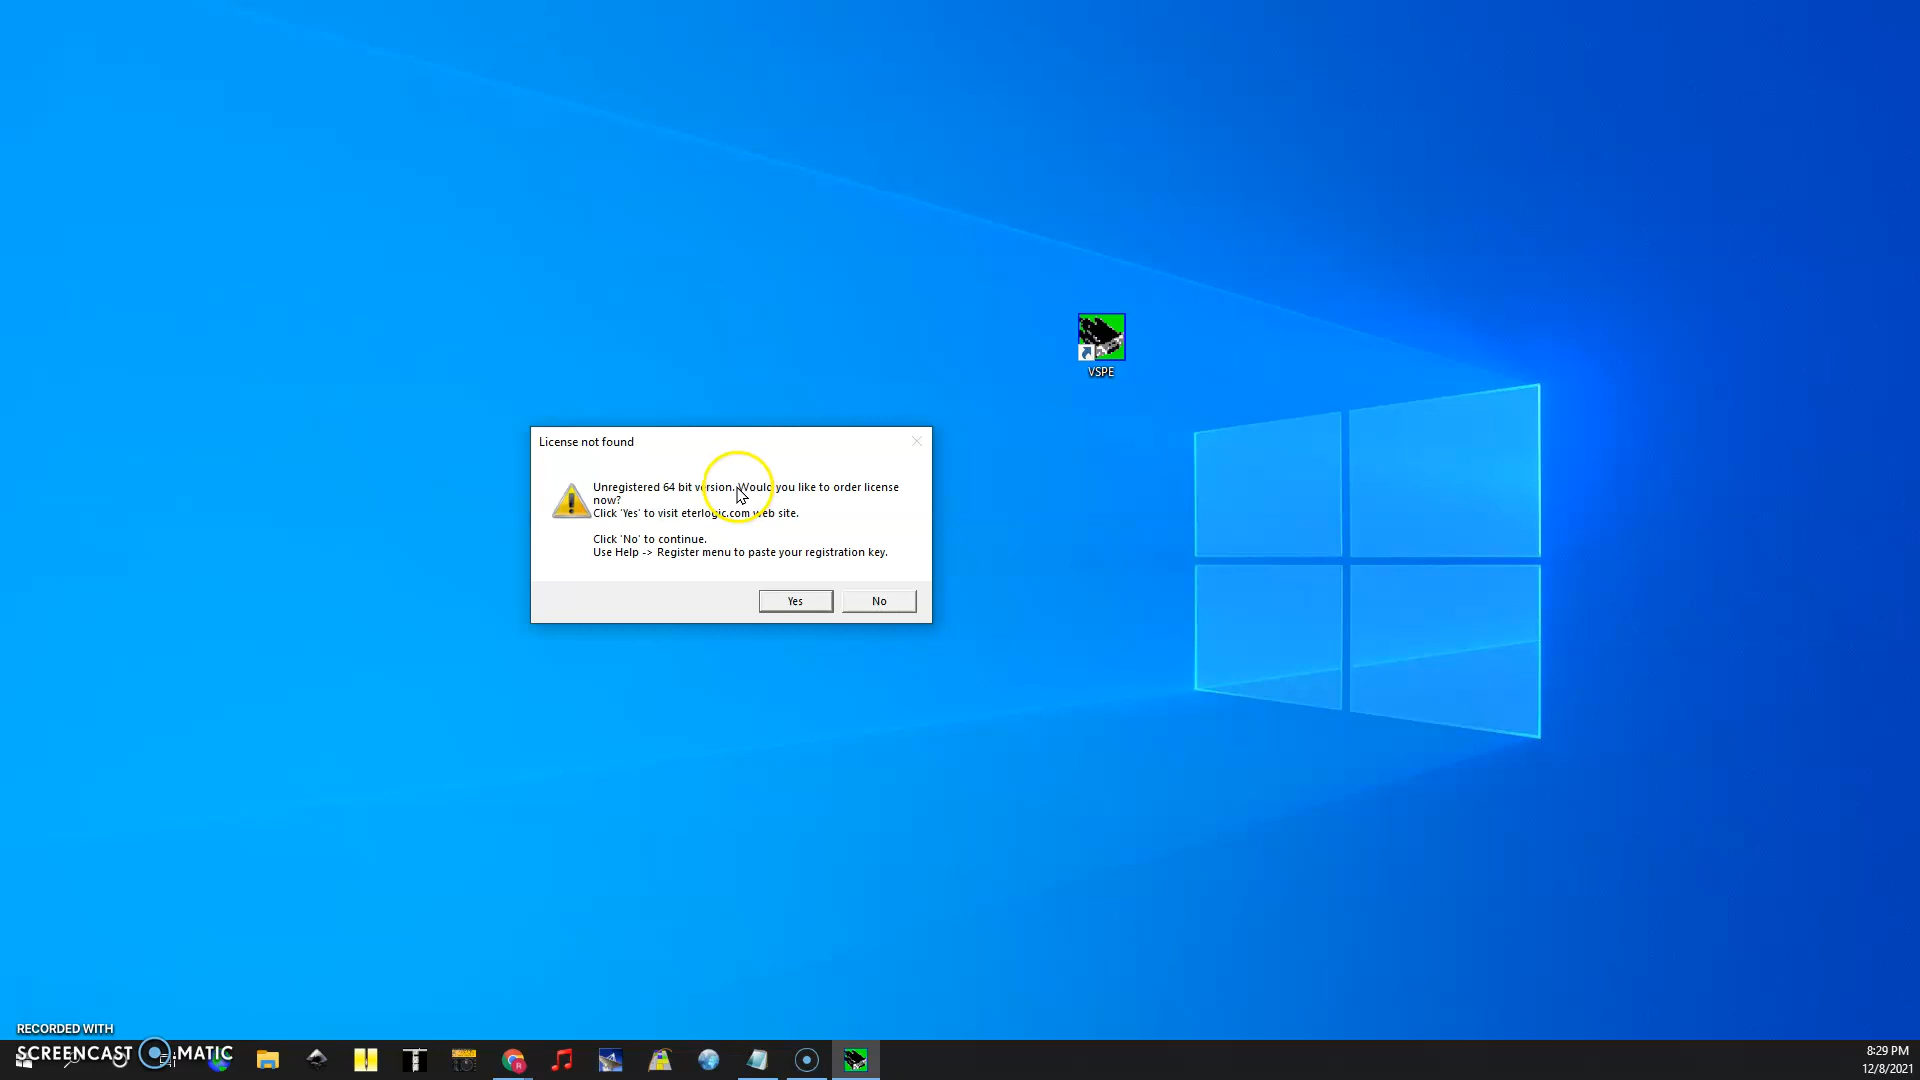 VSPE
License not found
Unregistered 64 bit version. Would you like to order license
now?
Click 'Yes' to visit eterlogic.com web site.
Click 'No' to continue.
Use Help -> Register menu to paste your registration key.
Yes
No
RECORDED WITH
SCREENCAST MATIC
8:29 PM
12/8/2021